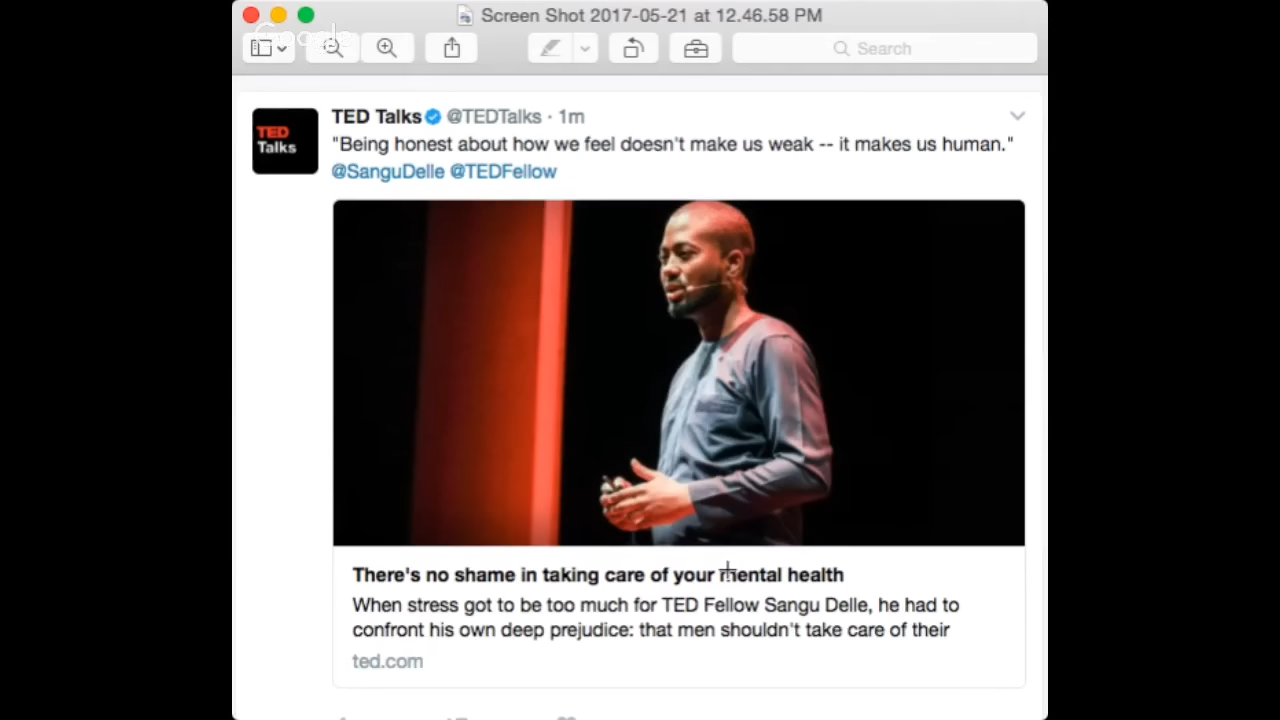 Screen Shot 2017-05-21 at 12.46.58 PM
Google
Search
TED Talks @TEDTalks · 1m
TED
Talks
"Being honest about how we feel doesn't make us weak -- it makes us human."
@SanguDelle @TEDFellow
There's no shame in taking care of your mental health
When stress got to be too much for TED Fellow Sangu Delle, he had to
confront his own deep prejudice: that men shouldn't take care of their
ted.com